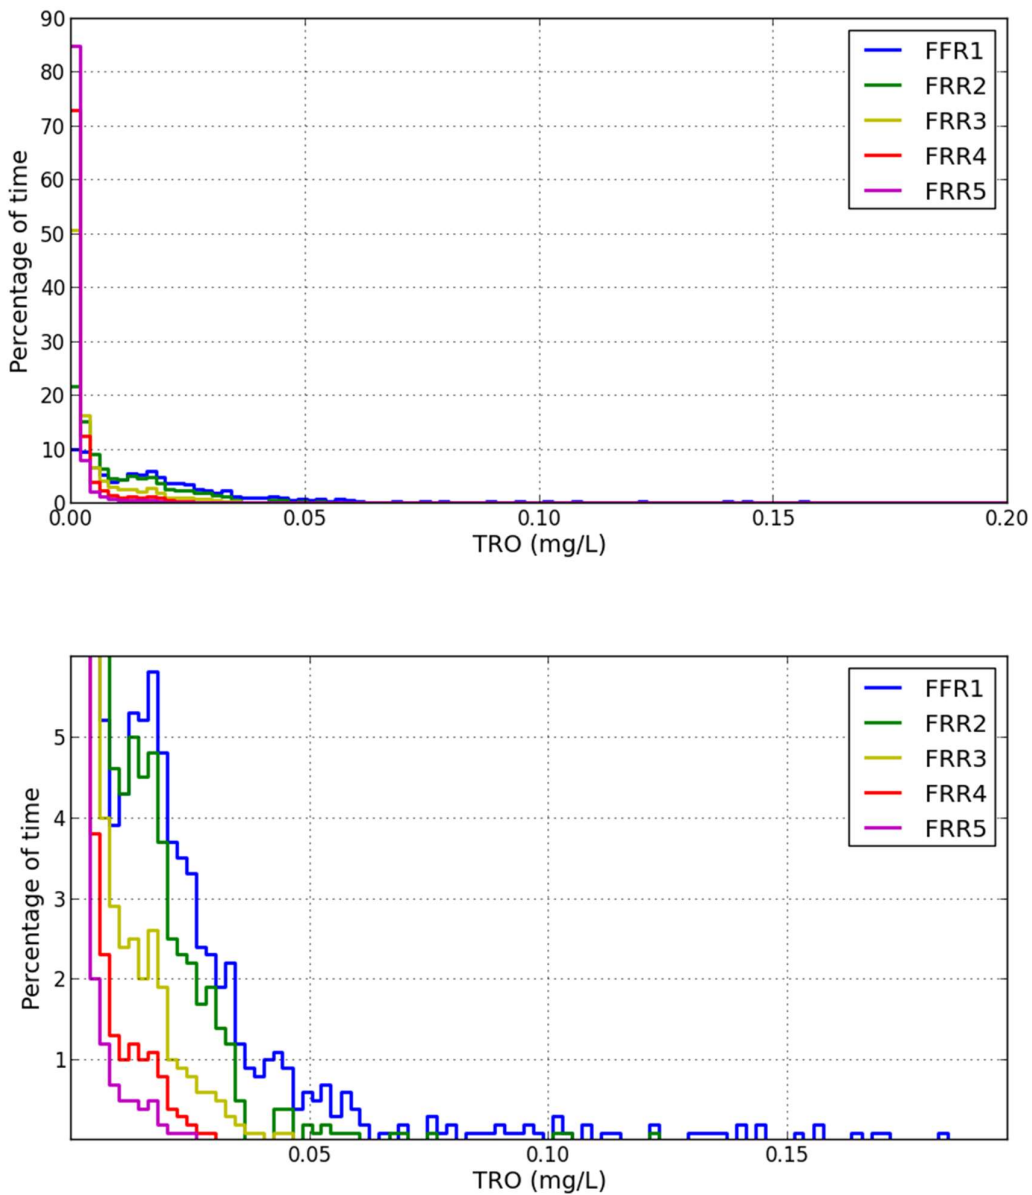 90
80
70
60
50
40
30
20
10
0
Percentage of time
FFR1
FRR2
FRR3
FRR4
FRR5
0.00 0.05 0.10 0.15 0.20
TRO (mg/L)
5
4
3
2
1
Percentage of time
FFR1
FRR2
FRR3
FRR4
FRR5
0.05 0.10 0.15
TRO (mg/L)